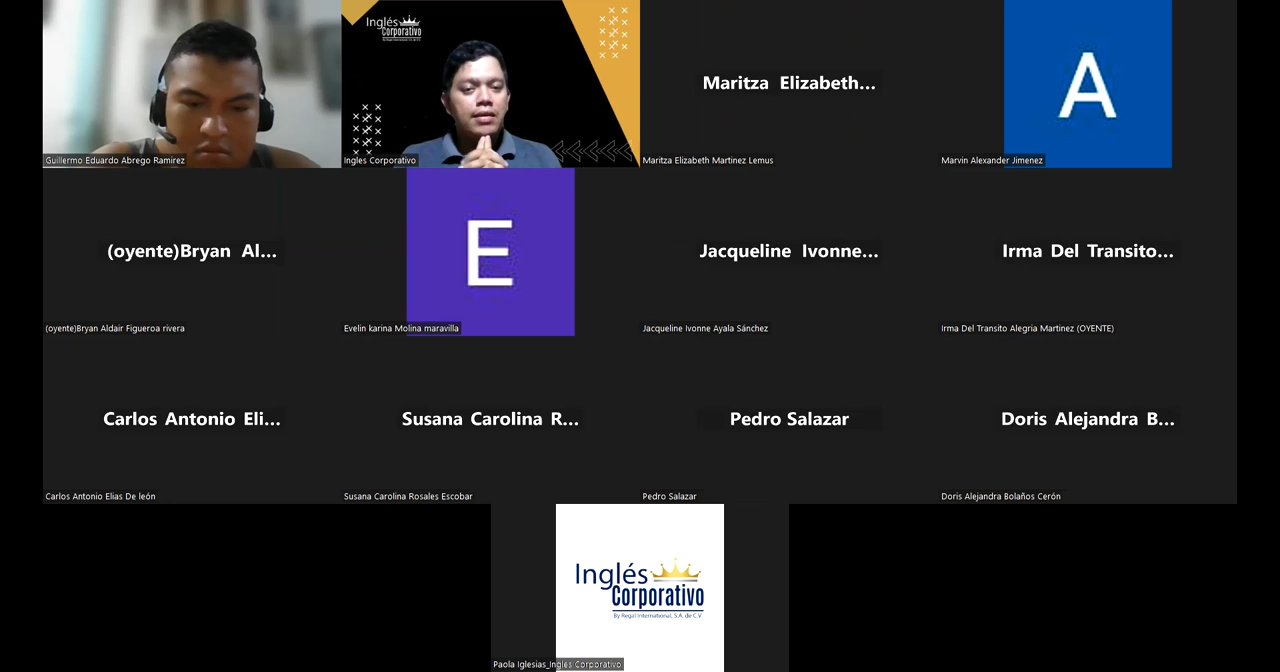 Inglés
Corporativo
By Regal International, S.A. de C.V.
Guillermo Eduardo Abrego Ramirez
Ingles Corporativo
Maritza Elizabeth...
Maritza Elizabeth Martinez Lemus
A
Marvin Alexander Jimenez
(oyente)Bryan Al...
(oyente)Bryan Aldair Figueroa rivera
E
Evelin karina Molina maravilla
Jacqueline Ivonne...
Jacqueline Ivonne Ayala Sánchez
Irma Del Transito...
Irma Del Transito Alegria Martinez (OYENTE)
Carlos Antonio Eli...
Carlos Antonio Elias De león
Susana Carolina R...
Susana Carolina Rosales Escobar
Pedro Salazar
Pedro Salazar
Doris Alejandra B...
Doris Alejandra Bolaños Cerón
Inglés
Corporativo
By Regal International, S.A. de C.V.
Paola Iglesias_Ingles Corporativo